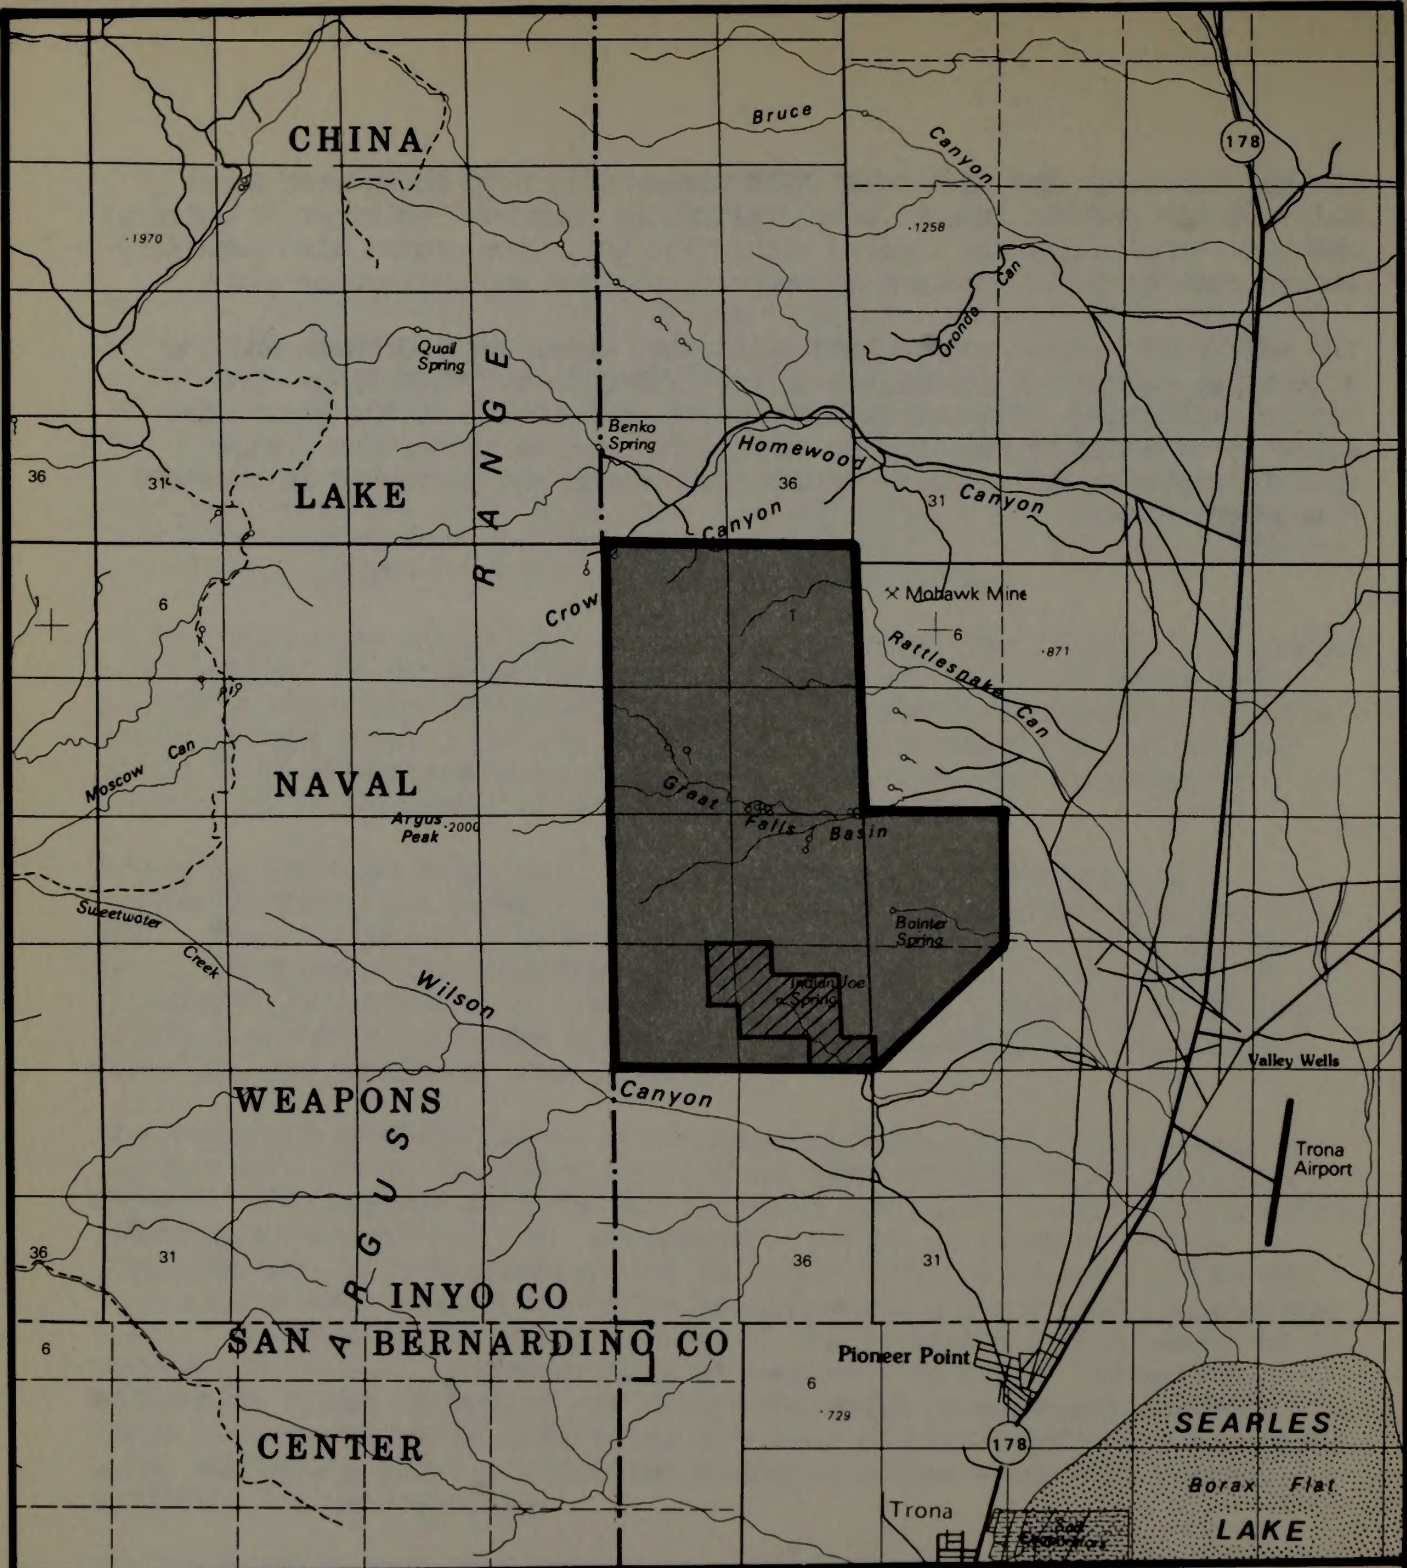 178
CHINA
Bruce
Canyon
1970
1258
Oronda Can
Quail
Spring
RANGE
Benko
Spring
Homewood
Canyon
36
31
LAKE
36
31
Canyon
Crow
6
1
Mohawk Mine
6
871
Rattlesnake Can
Moscow Can
NAVAL
Argus
Peak
2000
Great Falls Basin
Sweetwater
Creek
Bainter
Spring
Indian Joe
Spring
Wilson
Canyon
Valley Wells
WEAPONS
Trona
Airport
ARGUS
36
31
36
31
INYO CO
SAN BERNARDINO CO
6
Pioneer Point
6
729
CENTER
178
SEARLES
Borax Flat
LAKE
Trona